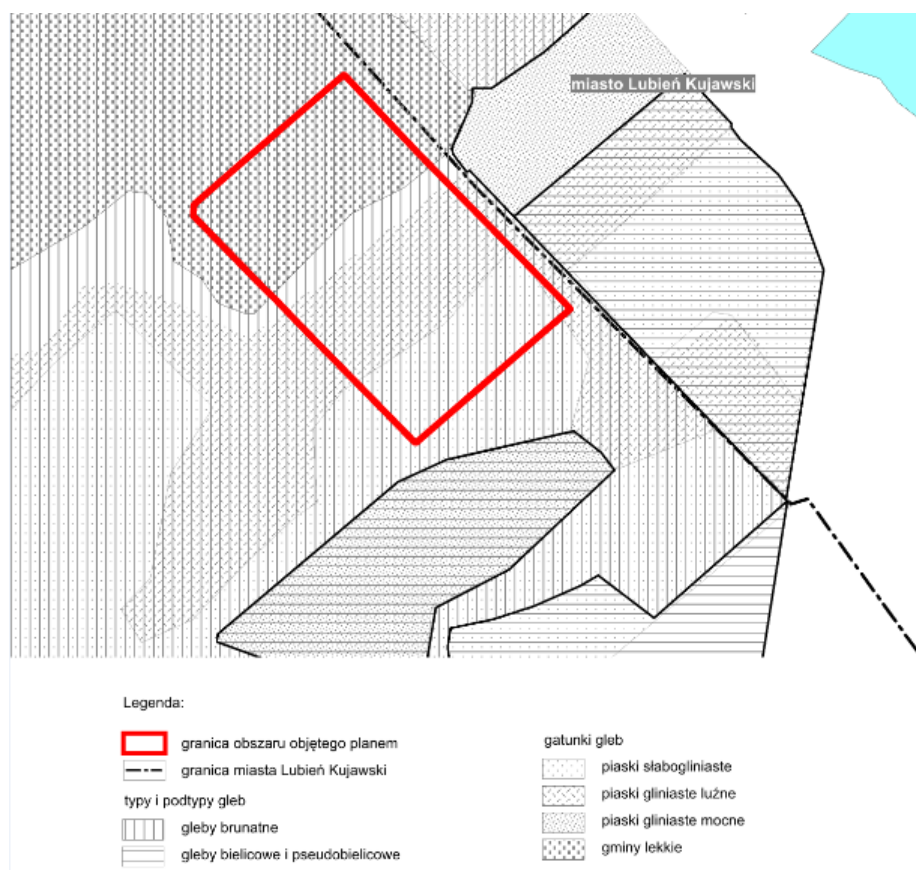 miasto Lubień Kujawski
Legenda:
granica obszaru objętego planem
granica miasta Lubień Kujawski
typy i podtypy gleb
gleby brunatne
gleby bielicowe i pseudobielicowe
gatunki gleb
piaski słabogliniaste
piaski gliniaste luźne
piaski gliniaste mocne
gminy lekkie